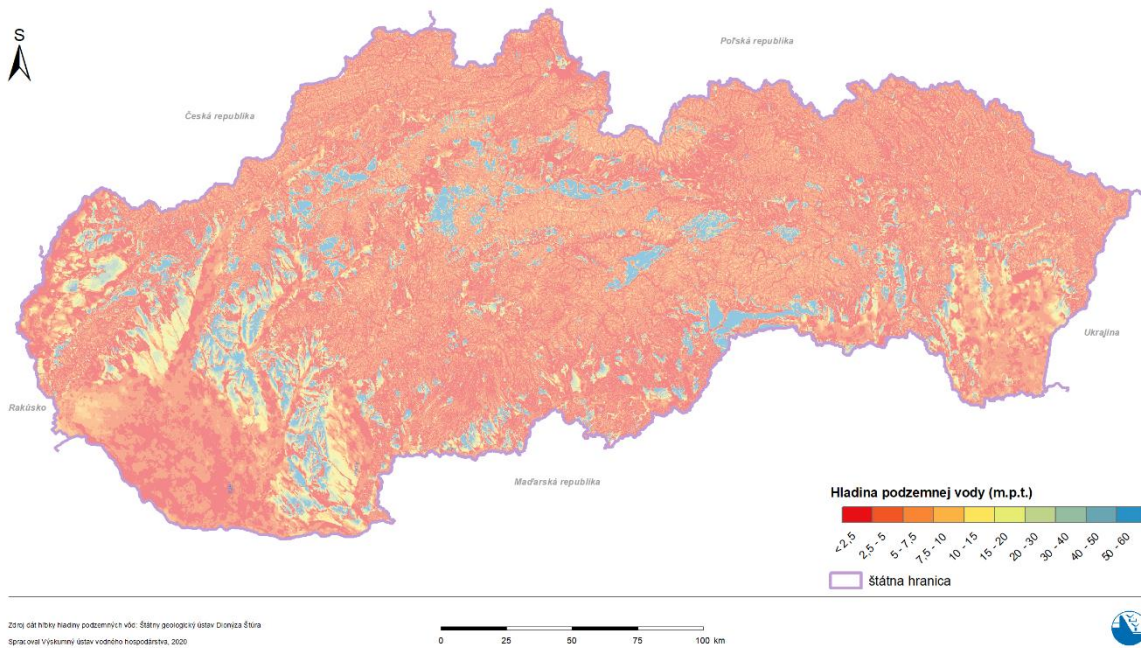 S
Poľská republika
Česká republika
Ukrajina
Rakúsko
Maďarská republika
Hladina podzemnej vody (m.p.t.)
<2,5
2,5 - 5
5 - 7,5
7,5 - 10
10 - 15
15 - 20
20 - 30
30 - 40
40 - 50
50 - 60
štátna hranica
Zdroj dát hĺbky hladiny podzemných vôd: Štátny geologický ústav Dionýza Štúra
Spracoval Výskumný ústav vodného hospodárstva, 2020
0 25 50 75 100 km